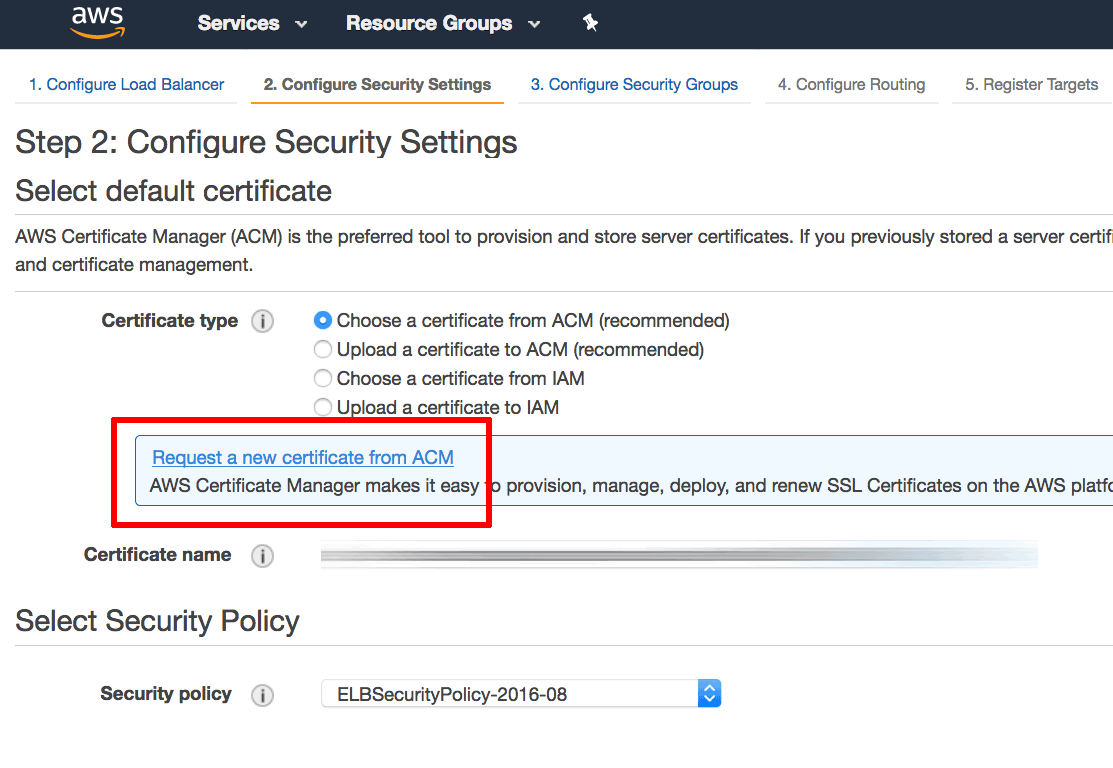 aws Services Resource Groups
1. Configure Load Balancer 2. Configure Security Settings 3. Configure Security Groups 4. Configure Routing 5. Register Targets
Step 2: Configure Security Settings
Select default certificate
AWS Certificate Manager (ACM) is the preferred tool to provision and store server certificates. If you previously stored a server certifi
and certificate management.
Certificate type i Choose a certificate from ACM (recommended)
Upload a certificate to ACM (recommended)
Choose a certificate from IAM
Upload a certificate to IAM
Request a new certificate from ACM
AWS Certificate Manager makes it easy to provision, manage, deploy, and renew SSL Certificates on the AWS platfo
Certificate name i
Select Security Policy
Security policy i ELBSecurityPolicy-2016-08